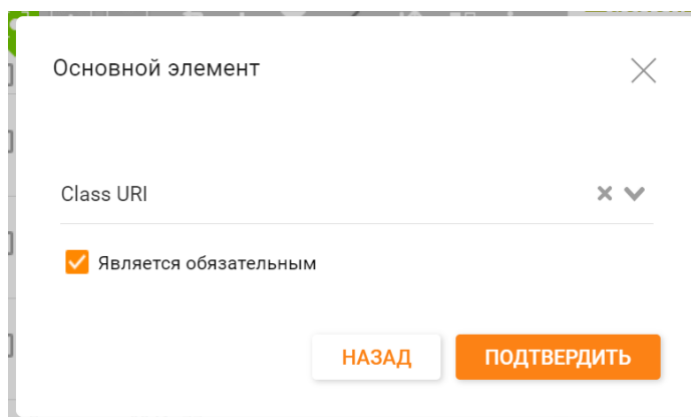 Основной элемент
Class URI
Является обязательным
НАЗАД
ПОДТВЕРДИТЬ